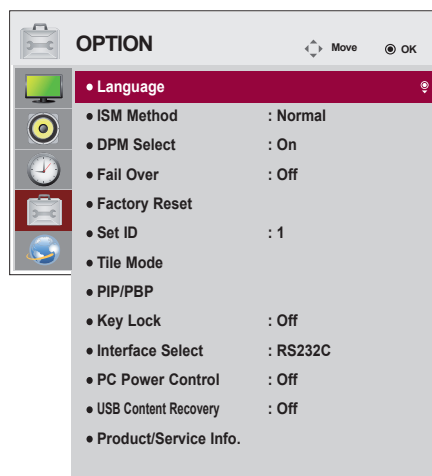 OPTION
Move
OK
• Language
• ISM Method : Normal
• DPM Select : On
• Fail Over : Off
• Factory Reset
• Set ID : 1
• Tile Mode
• PIP/PBP
• Key Lock : Off
• Interface Select : RS232C
• PC Power Control : Off
• USB Content Recovery : Off
• Product/Service Info.